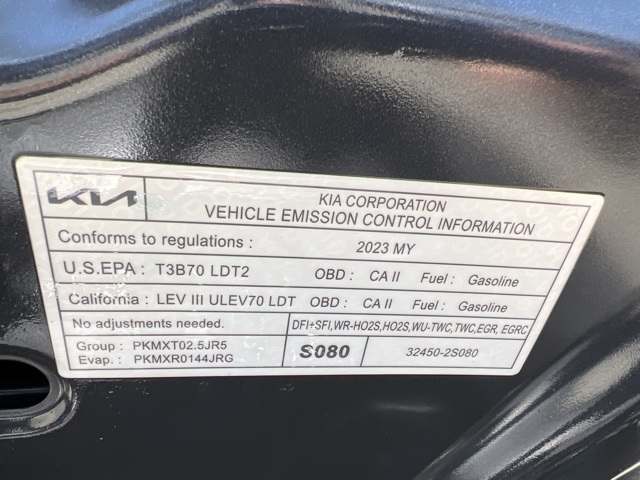 KIA
KIA CORPORATION
VEHICLE EMISSION CONTROL INFORMATION
Conforms to regulations : 2023 MY
U.S.EPA : T3B70 LDT2 OBD : CA II Fuel : Gasoline
California : LEV III ULEV70 LDT OBD : CA II Fuel : Gasoline
No adjustments needed. DFI+SFI,WR-HO2S,HO2S,WU-TWC,TWC,EGR, EGRC
Group : PKMXT02.5JR5
Evap. : PKMXR0144JRG
S080
32450-2S080